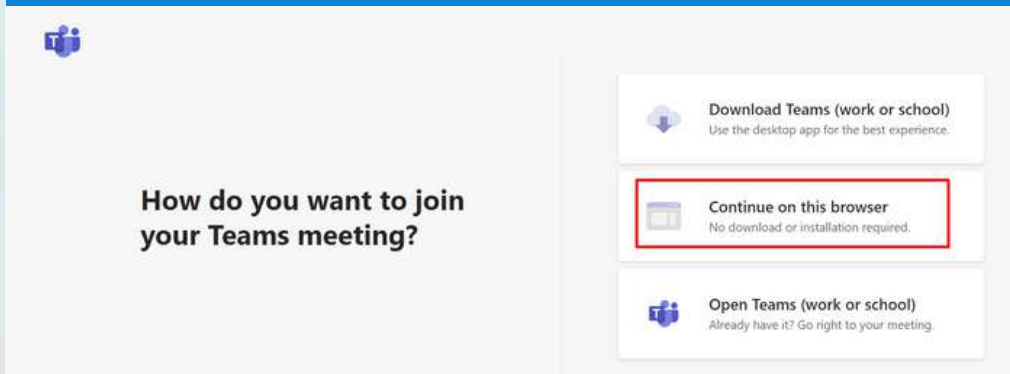 How do you want to join
your Teams meeting?
Download Teams (work or school)
Use the desktop app for the best experience.
Continue on this browser
No download or installation required.
Open Teams (work or school)
Already have it? Go right to your meeting.